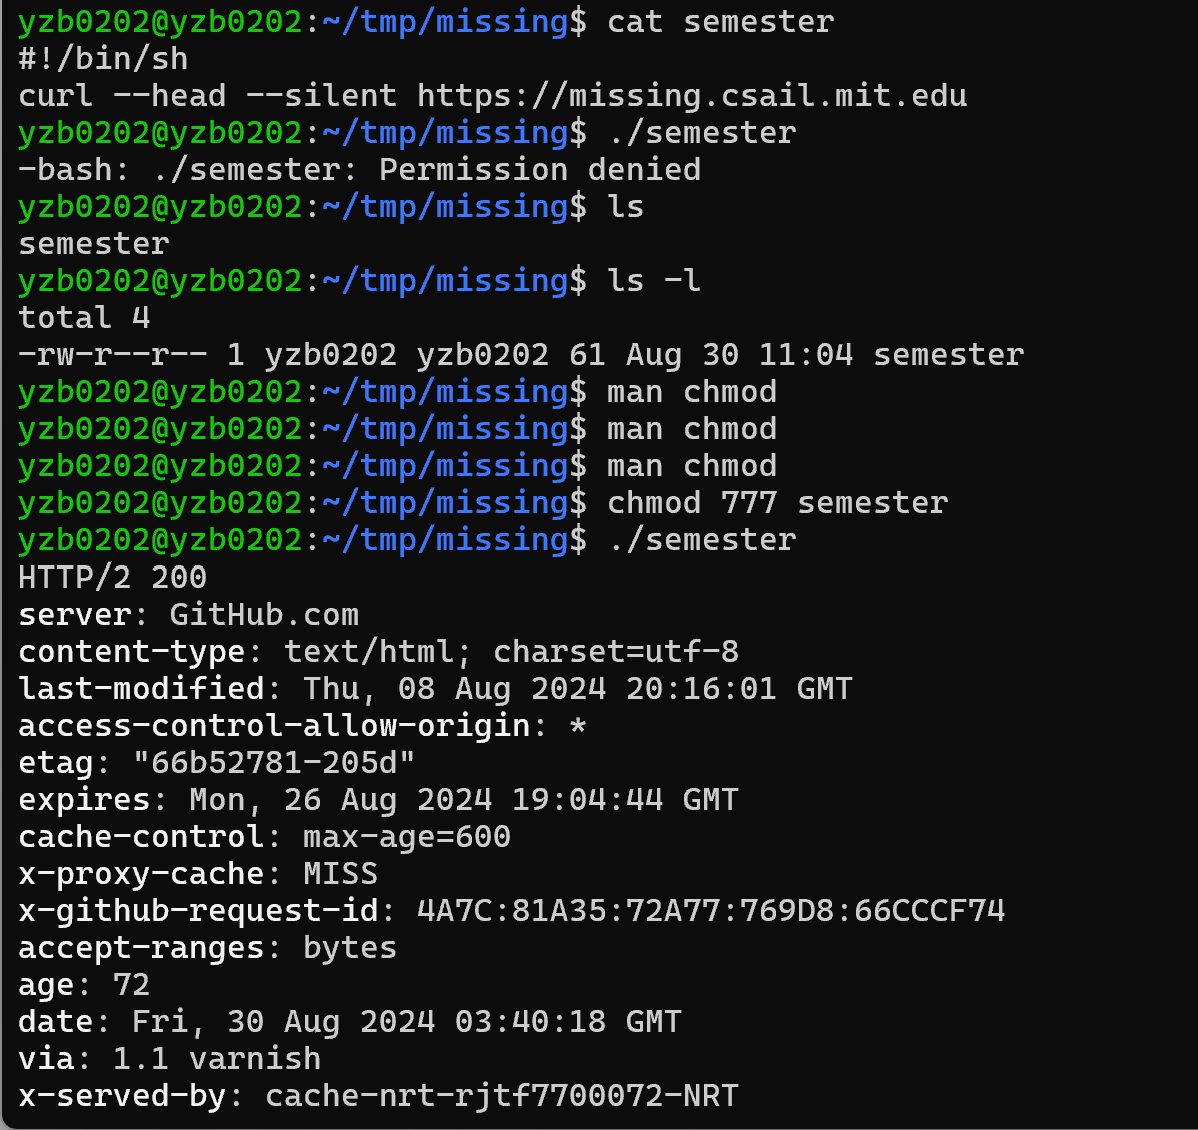 yzb0202@yzb0202:~/tmp/missing$ cat semester
#!/bin/sh
curl --head --silent https://missing.csail.mit.edu
yzb0202@yzb0202:~/tmp/missing$ ./semester
-bash: ./semester: Permission denied
yzb0202@yzb0202:~/tmp/missing$ ls
semester
yzb0202@yzb0202:~/tmp/missing$ ls -l
total 4
-rw-r--r-- 1 yzb0202 yzb0202 61 Aug 30 11:04 semester
yzb0202@yzb0202:~/tmp/missing$ man chmod
yzb0202@yzb0202:~/tmp/missing$ man chmod
yzb0202@yzb0202:~/tmp/missing$ man chmod
yzb0202@yzb0202:~/tmp/missing$ chmod 777 semester
yzb0202@yzb0202:~/tmp/missing$ ./semester
HTTP/2 200
server: GitHub.com
content-type: text/html; charset=utf-8
last-modified: Thu, 08 Aug 2024 20:16:01 GMT
access-control-allow-origin: *
etag: "66b52781-205d"
expires: Mon, 26 Aug 2024 19:04:44 GMT
cache-control: max-age=600
x-proxy-cache: MISS
x-github-request-id: 4A7C:81A35:72A77:769D8:66CCCF74
accept-ranges: bytes
age: 72
date: Fri, 30 Aug 2024 03:40:18 GMT
via: 1.1 varnish
x-served-by: cache-nrt-rjtf7700072-NRT